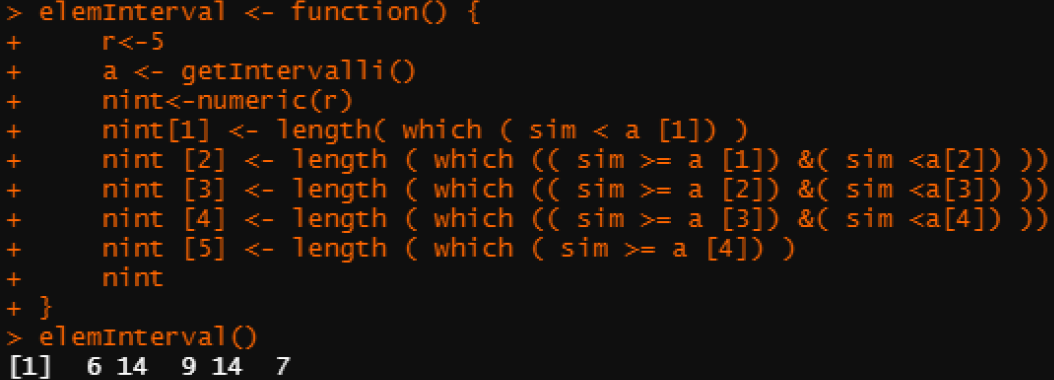 > elemInterval <- function() {
+     r<-5
+     a <- getIntervalli()
+     nint<-numeric(r)
+     nint[1] <- length( which ( sim < a [1]) )
+     nint [2] <- length ( which (( sim >= a [1]) &( sim <a[2]) ))
+     nint [3] <- length ( which (( sim >= a [2]) &( sim <a[3]) ))
+     nint [4] <- length ( which (( sim >= a [3]) &( sim <a[4]) ))
+     nint [5] <- length ( which ( sim >= a [4]) )
+     nint
+ }
> elemInterval()
[1]  6 14  9 14  7